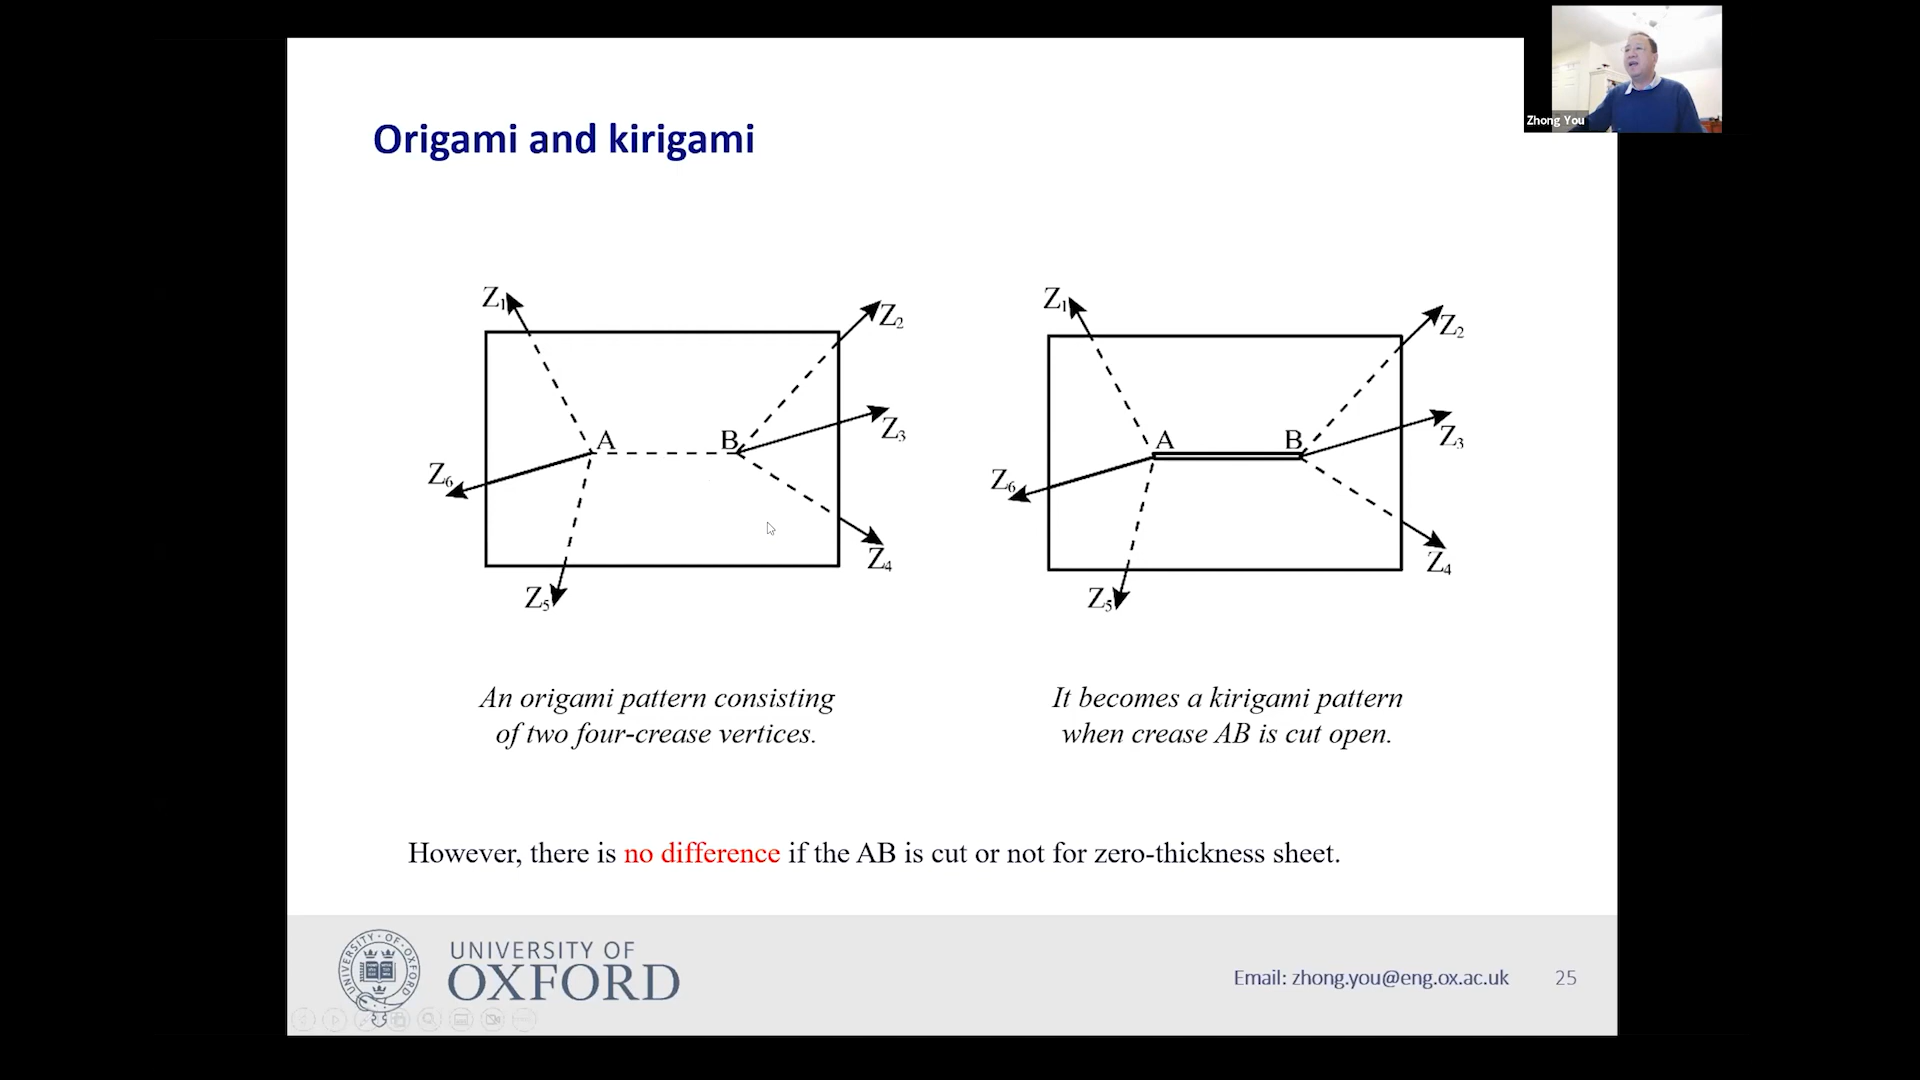 Zhong You
Origami and kirigami
Z1
Z2
A
B
Z3
Z6
Z4
Z5
Z1
Z2
A
B
Z3
Z6
Z4
Z5
An origami pattern consisting
of two four-crease vertices.
It becomes a kirigami pattern
when crease AB is cut open.
However, there is no difference if the AB is cut or not for zero-thickness sheet.
UNIVERSITY OF OXFORD
UNIVERSITY OF
OXFORD
Email: zhong.you@eng.ox.ac.uk
25